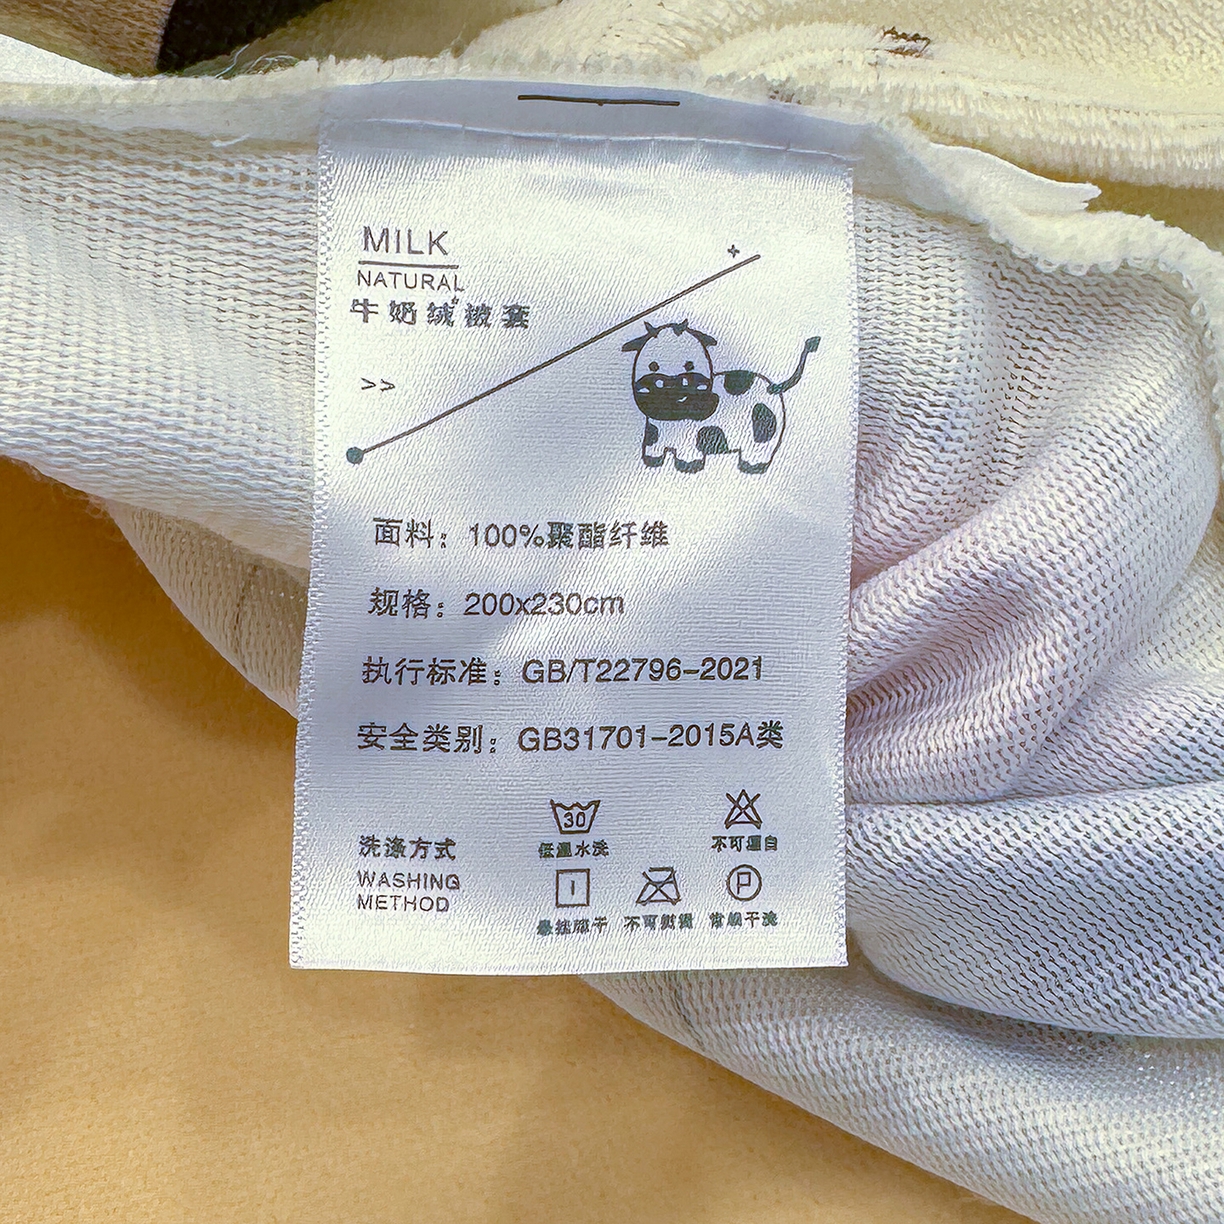 MILK
NATURAL
牛奶绒被套
>>
面料：100%聚酯纤维
规格：200x230cm
执行标准：GB/T22796-2021
安全类别：GB31701-2015A类
洗涤方式
WASHING
METHOD
30
低温水洗
不可漂白
P
悬挂晾干 不可熨烫 常规干洗